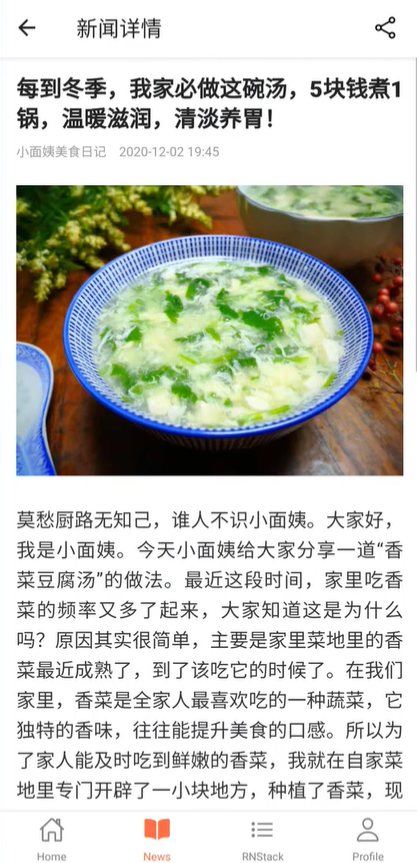 新闻详情
每到冬季，我家必做这碗汤，5块钱煮1
锅，温暖滋润，清淡养胃！
小面姨美食日记 2020-12-02 19:45
莫愁厨路无知己，谁人不识小面姨。大家好，
我是小面姨。今天小面姨给大家分享一道“香
菜豆腐汤”的做法。最近这段时间，家里吃香
菜的频率又多了起来，大家知道这是为什么
吗？原因其实很简单，主要是家里菜地里的香
菜最近成熟了，到了该吃它的时候了。在我们
家里，香菜是全家人最喜欢吃的一种蔬菜，它
独特的香味，往往能提升美食的口感。所以为
了家人能及时吃到鲜嫩的香菜，我就在自家菜
地里专门开辟了一小块地方，种植了香菜，现
Home News RNStack Profile